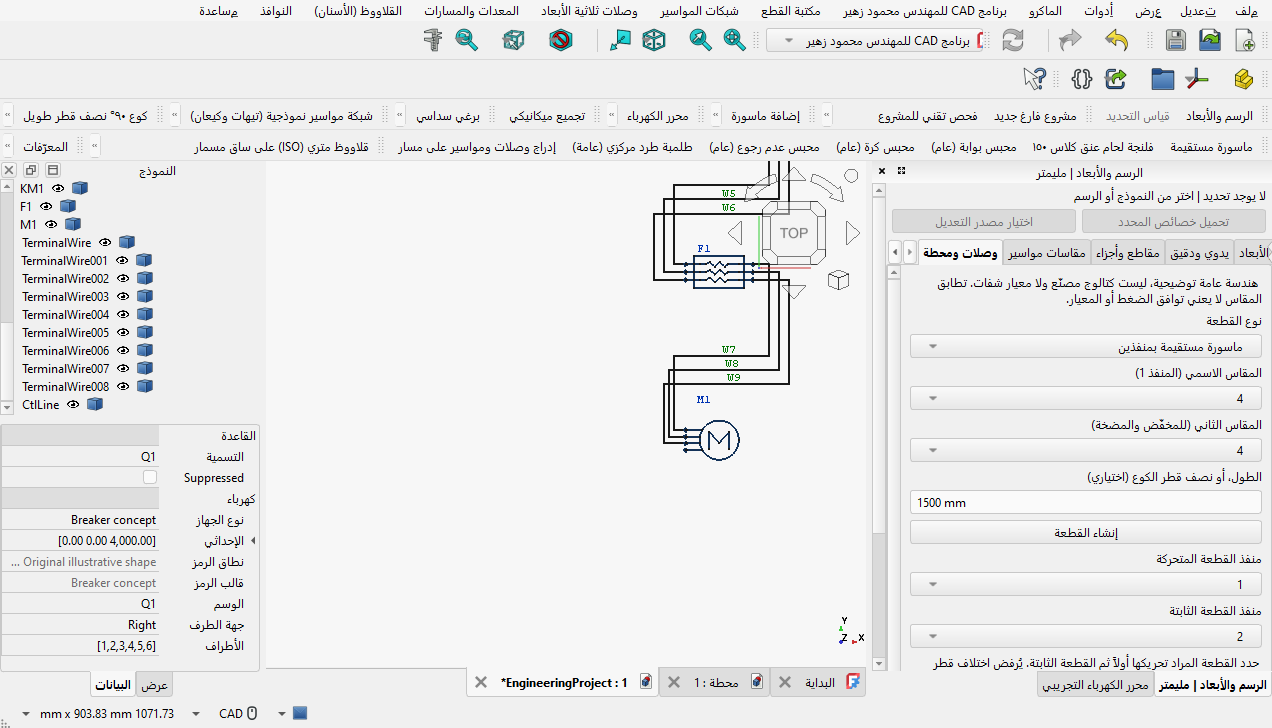 ملف تعديل عرض أدوات الماكرو برنامج CAD للمهندس محمود زهير مكتبة القطع شبكات المواسير وصلات ثلاثية الأبعاد المعدات والمسارات القلاووظ (الأسنان) النوافذ مساعدة
برنامج CAD للمهندس محمود زهير
الرسم والأبعاد قياس التحديد مشروع فارغ جديد فحص تقني للمشروع إضافة ماسورة محرر الكهرباء تجميع ميكانيكي برغي سداسي شبكة مواسير نموذجية (تيهات وكيعان) كوع ٩٠° نصف قطر طويل
ماسورة مستقيمة فلنجة لحام عنق كلاس ١٥٠ محبس بوابة (عام) محبس كرة (عام) محبس عدم رجوع (عام) طلمبة طرد مركزي (عامة) إدراج وصلات ومواسير على مسار قلاووظ متري (ISO) على ساق مسمار المعرّفات
الرسم والأبعاد | مليمتر
لا يوجد تحديد | اختر من النموذج أو الرسم
تحميل خصائص المحدد
اختيار مصدر التعديل
الأبعاد يدوي ودقيق مقاطع وأجزاء مقاسات مواسير وصلات ومحطة
هندسة عامة توضيحية، ليست كتالوج مصنّع ولا معيار شفات. تطابق
المقاس لا يعني توافق الضغط أو المعيار.
نوع القطعة
ماسورة مستقيمة بمنفذين
المقاس الاسمي (المنفذ 1)
4
المقاس الثاني (للمخفّض والمضخة)
4
الطول، أو نصف قطر الكوع (اختياري)
1500 mm
إنشاء القطعة
منفذ القطعة المتحركة
1
منفذ القطعة الثابتة
2
حدد القطعة المراد تحريكها أولاً ثم القطعة الثابتة. يُرفض اختلاف قطر
الرسم والأبعاد | مليمتر محرر الكهرباء التجريبي
W5
W6
TOP
F1
W7
W8
W9
M1
M
Y
Z X
النموذج
KM1
F1
M1
TerminalWire
TerminalWire001
TerminalWire002
TerminalWire003
TerminalWire004
TerminalWire005
TerminalWire006
TerminalWire007
TerminalWire008
CtlLine
القاعدة
التسمية Q1
Suppressed
كهرباء
نوع الجهاز Breaker concept
الإحداثي [0.00 0.00 4,000.00]
نطاق الرمز Original illustrative shape ...
قالب الرمز Breaker concept
الوسم Q1
جهة الطرف Right
الأطراف [1,2,3,4,5,6]
عرض البيانات
البداية محطة : 1 EngineeringProject : 1*
CAD 1071.73 mm x 903.83 mm